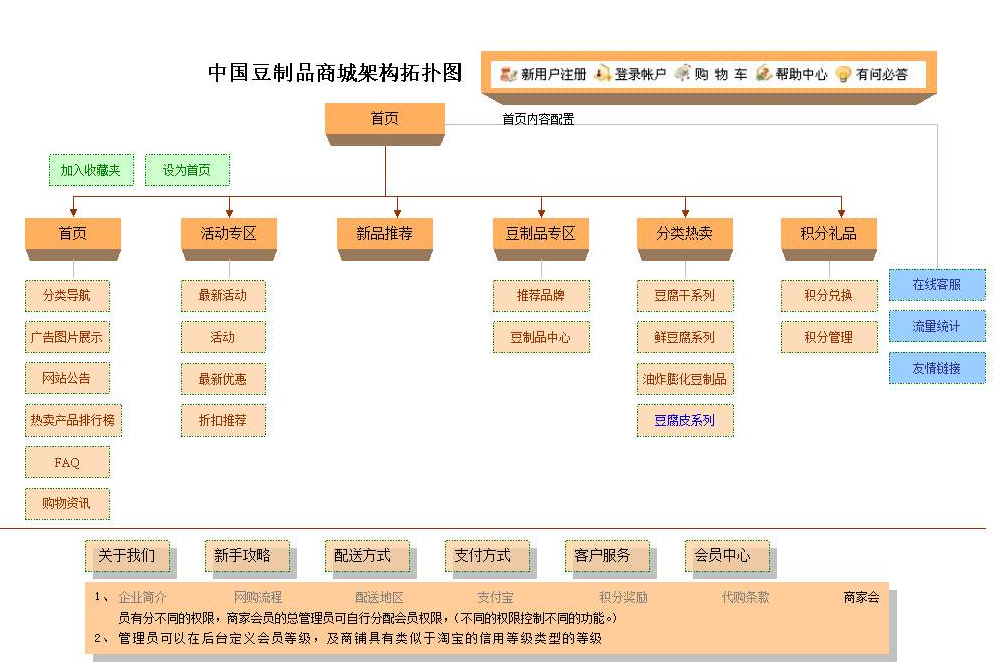 中国豆制品商城架构拓扑图
新用户注册 登录帐户 购 物 车 帮助中心 有问必答
首页
首页内容配置
加入收藏夹 设为首页
首页 活动专区 新品推荐 豆制品专区 分类热卖 积分礼品
在线客服
流量统计
友情链接
分类导航 最新活动 推荐品牌 豆腐干系列 积分兑换
广告图片展示 活动 豆制品中心 鲜豆腐系列 积分管理
网站公告 最新优惠 油炸膨化豆制品
热卖产品排行榜 折扣推荐 豆腐皮系列
FAQ
购物资讯
关于我们 新手攻略 配送方式 支付方式 客户服务 会员中心
1、 企业简介 网购流程 配送地区 支付宝 积分奖励 代购条款 商家会
员有分不同的权限，商家会员的总管理员可自行分配会员权限，（不同的权限控制不同的功能。）
2、 管理员可以在后台定义会员等级，及商铺具有类似于淘宝的信用等级类型的等级